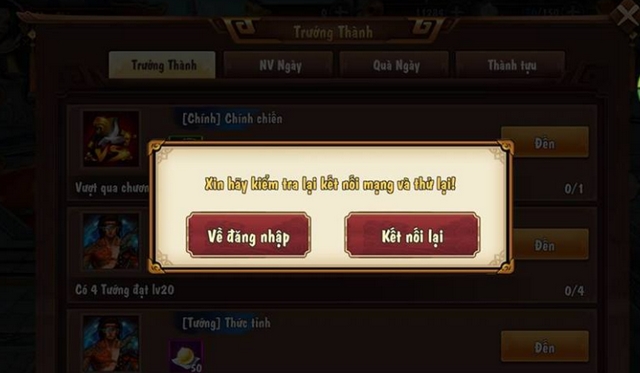 Trưởng Thành
Trưởng Thành NV Ngày Quà Ngày Thành tựu
[Chính] Chính chiến
Đến
Vượt qua chươn
0/1
Xin hãy kiểm tra lại kết nối mạng và thử lại!
Về đăng nhập Kết nối lại
Đến
Có 4 Tướng đạt lv20
0/4
[Tướng] Thức tỉnh
50
Đến